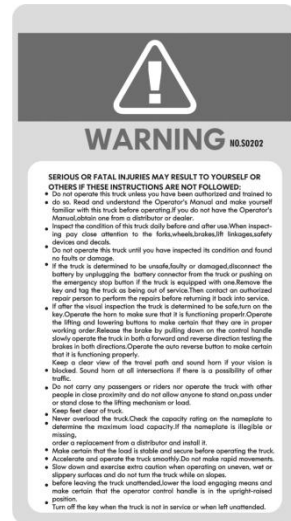 WARNING NO.S0202
SERIOUS OR FATAL INJURIES MAY RESULT TO YOURSELF OR
OTHERS IF THESE INSTRUCTIONS ARE NOT FOLLOWED:
• Do not operate this truck unless you have been authorized and trained to
• do so. Read and understand the Operator's Manual and make yourself
familiar with this truck before operating.If you do not have the Operator's
Manual,obtain one from a distributor or dealer.
• Inspect the condition of this truck daily before and after use.When inspect-
ing pay close attention to the forks,wheels,brakes,lift linkages,safety
devices and decals.
• Do not operate this truck until you have inspected its condition and found
no faults or damage.
• If the truck is determined to be unsafe,faulty or damaged,disconnect the
battery by unplugging the battery connector from the truck or pushing on
the emergency stop button if the truck is equipped with one.Remove the
key and tag the truck as being out of service.Then contact an authorized
repair person to perform the repairs before returning it back into service.
• If after the visual inspection the truck is determined to be safe,turn on the
key.Operate the horn to make sure that it is functioning properlr.Operate
the lifting and lowering buttons to make certain that they are in proper
working order.Release the brake by pulling down on the control handle
slowly operate the truck in both a forward and reverse direction testing the
brakes in both directions.Operate the auto reverse button to make certain
that it is functioning properly.
Keep a clear view of the travel path and sound horn if your vision is
• blocked. Sound horn at all intersections if there is a possibility of other
traffic.
• Do not carry any passengers or riders nor operate the truck with other
people in close proximity and do not allow anyone to stand on,pass under
or stand close to the lifting mechanism or load.
• Keep feet clear of truck.
• Never overload the truck.Check the capacity rating on the nameplate to
determine the maximum load capacity.If the nameplate is illegible or
missing,
order a replacement from a distributor and install it.
• Make certain that the load is stable and secure before operating the truck.
• Accelerate and operate the truck smoothly.Do not make rapid movements.
• Slow down and exercise extra caution when operating on uneven, wet or
slippery surfaces and do not turn the truck while on slopes.
• before leaving the truck unattended,lower the load engaging means and
make certain that the operator control handle is in the upright-raised
position.
• Turn off the key when the truck is not in service or when left unattended.